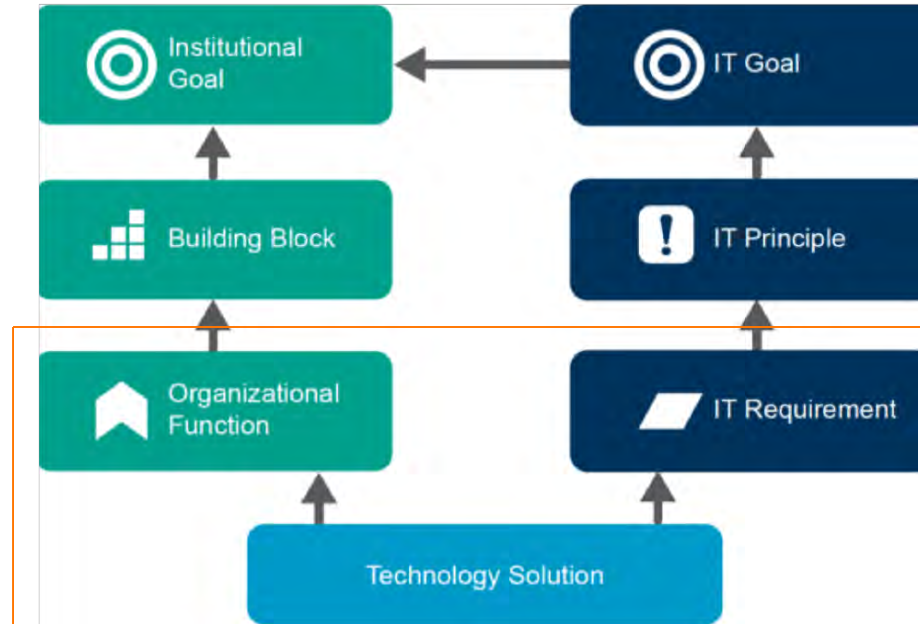 Institutional
Goal
IT Goal
Building Block
IT Principle
Organizational
Function
IT Requirement
Technology Solution